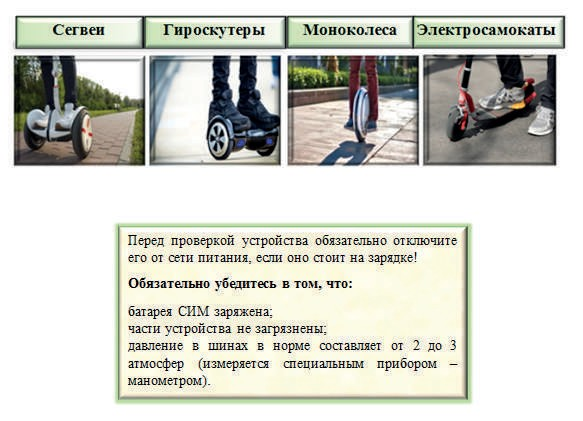 Сегвеи Гироскутеры Моноколеса Электросамокаты
Перед проверкой устройства обязательно отключите
его от сети питания, если оно стоит на зарядке!
Обязательно убедитесь в том, что:
батарея СИМ заряжена;
части устройства не загрязнены;
давление в шинах в норме составляет от 2 до 3
атмосфер (измеряется специальным прибором –
манометром).